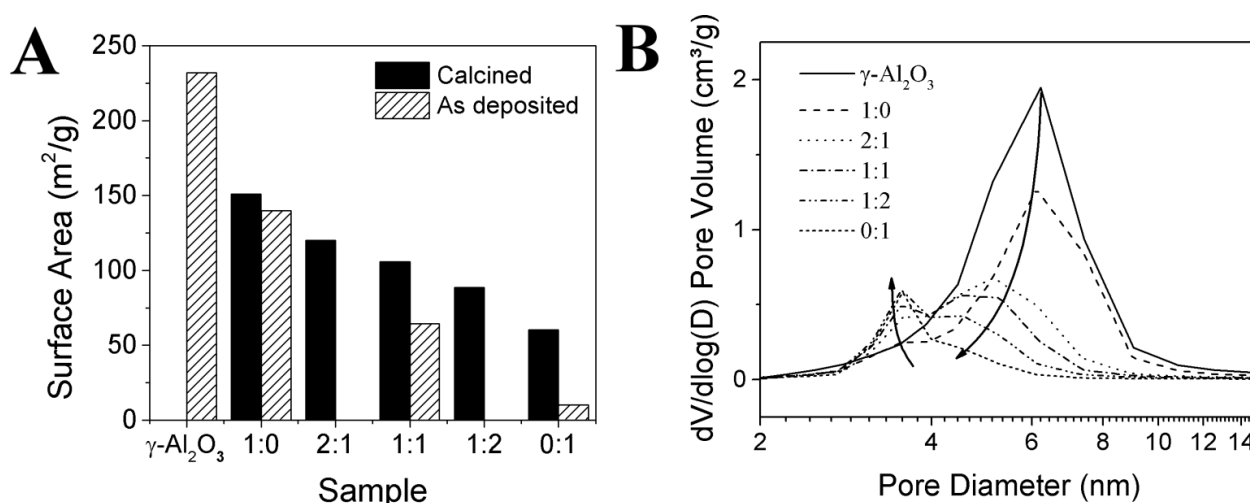 A
Surface Area (m²/g)
250
200
150
100
50
0
Calcined
As deposited
γ-Al₂O₃ 1:0 2:1 1:1 1:2 0:1
Sample
B
dV/dlog(D) Pore Volume (cm³/g)
2
1
0
γ-Al₂O₃
1:0
2:1
1:1
1:2
0:1
2 4 6 8 10 12 14
Pore Diameter (nm)